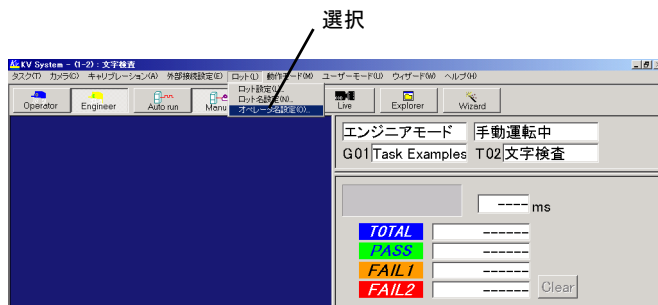 選択
KV System - (1-2) : 文字検査
タスク(T) カメラ(C) キャリブレーション(A) 外部接続設定(E) ロット(L) 動作モード(M) ユーザーモード(U) ウィザード(W) ヘルプ(H)
ロット設定(L)...
ロット名設定(N)...
オペレータ名設定(O)...
Operator Engineer Auto run Manu Live Explorer Wizard
エンジニアモード 手動運転中
G01 Task Examples T02 文字検査
---- ms
TOTAL ------
PASS ------
FAIL1 ------
FAIL2 ------ Clear